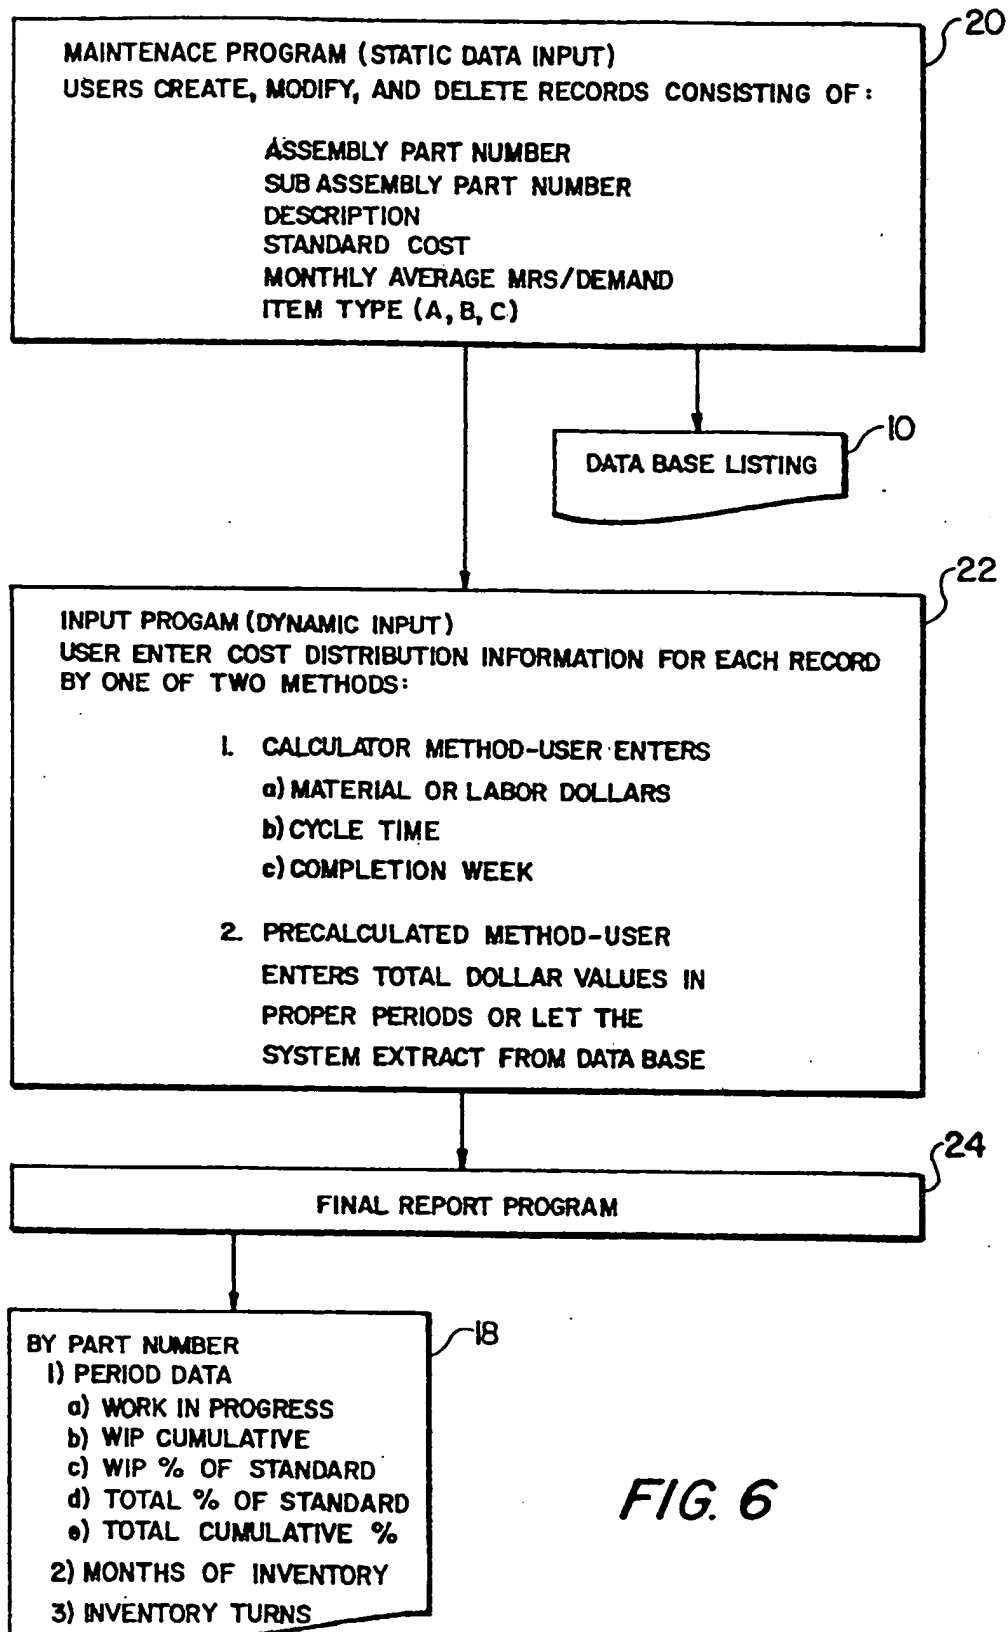 20
MAINTENACE PROGRAM (STATIC DATA INPUT)
USERS CREATE, MODIFY, AND DELETE RECORDS CONSISTING OF:
ASSEMBLY PART NUMBER
SUB ASSEMBLY PART NUMBER
DESCRIPTION
STANDARD COST
MONTHLY AVERAGE MRS/DEMAND
ITEM TYPE (A, B, C)
10
DATA BASE LISTING
22
INPUT PROGAM (DYNAMIC INPUT)
USER ENTER COST DISTRIBUTION INFORMATION FOR EACH RECORD
BY ONE OF TWO METHODS:
1. CALCULATOR METHOD-USER ENTERS
a) MATERIAL OR LABOR DOLLARS
b) CYCLE TIME
c) COMPLETION WEEK
2. PRECALCULATED METHOD-USER
ENTERS TOTAL DOLLAR VALUES IN
PROPER PERIODS OR LET THE
SYSTEM EXTRACT FROM DATA BASE
24
FINAL REPORT PROGRAM
18
BY PART NUMBER
1) PERIOD DATA
a) WORK IN PROGRESS
b) WIP CUMULATIVE
c) WIP % OF STANDARD
d) TOTAL % OF STANDARD
e) TOTAL CUMULATIVE %
2) MONTHS OF INVENTORY
3) INVENTORY TURNS
FIG. 6